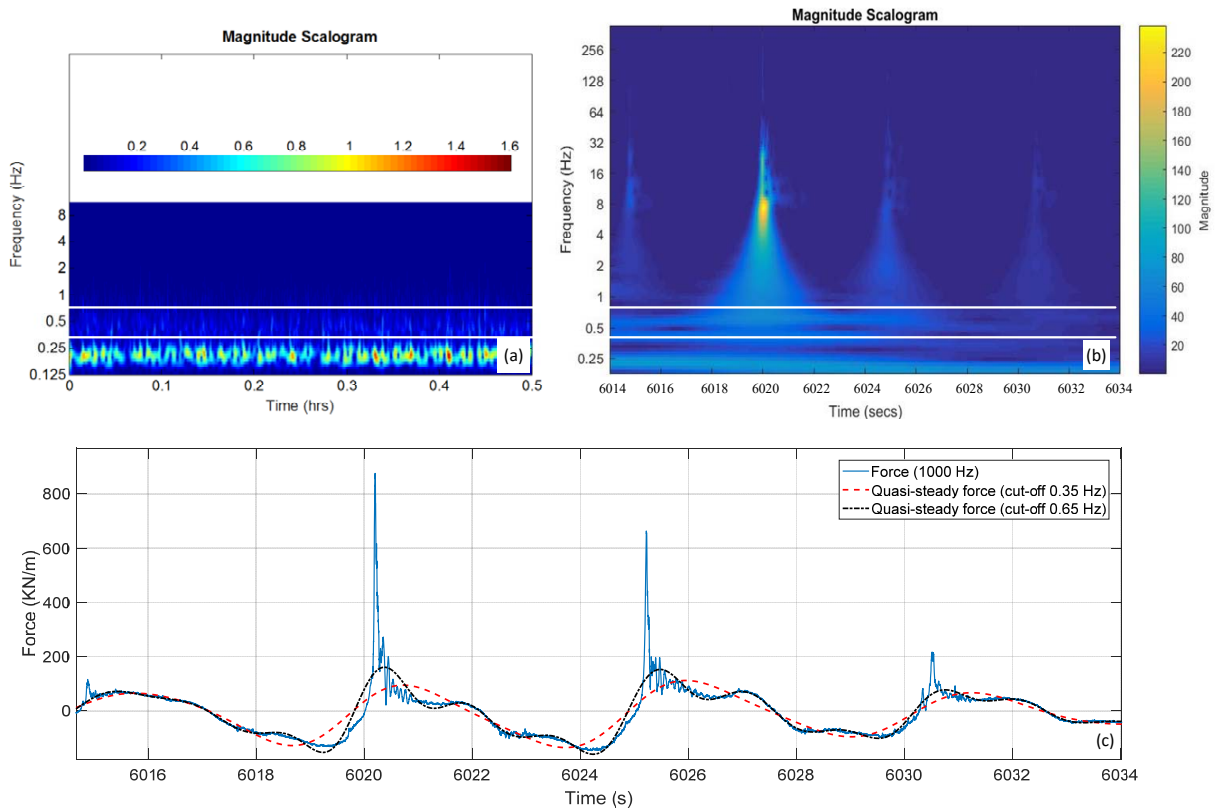 Magnitude Scalogram
0.2 0.4 0.6 0.8 1 1.2 1.4 1.6
Frequency (Hz)
8
4
2
1
0.5
0.25
0.125
(a)
0 0.1 0.2 0.3 0.4 0.5
Time (hrs)
Magnitude Scalogram
Frequency (Hz)
256
128
64
32
16
8
4
2
1
0.5
0.25
(b)
6014 6016 6018 6020 6022 6024 6026 6028 6030 6032 6034
Time (secs)
220
200
180
160
140
120
100
80
60
40
20
Magnitude
Force (KN/m)
800
600
400
200
0
Force (1000 Hz)
Quasi-steady force (cut-off 0.35 Hz)
Quasi-steady force (cut-off 0.65 Hz)
(c)
6016 6018 6020 6022 6024 6026 6028 6030 6032 6034
Time (s)